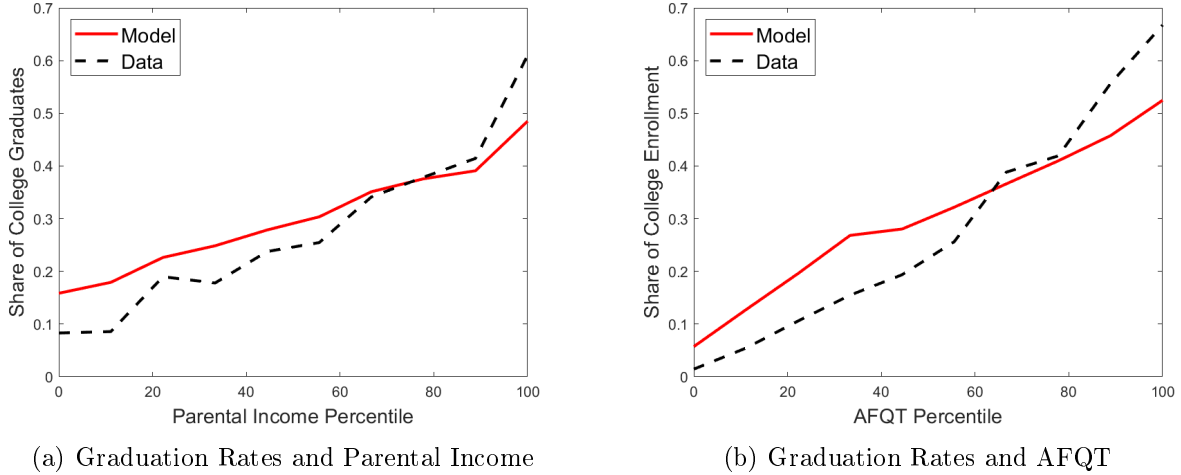 0.7
0.6
0.5
0.4
0.3
0.2
0.1
0
Share of College Graduates
Model
Data
0 20 40 60 80 100
Parental Income Percentile
(a) Graduation Rates and Parental Income
0.7
0.6
0.5
0.4
0.3
0.2
0.1
0
Share of College Enrollment
Model
Data
0 20 40 60 80 100
AFQT Percentile
(b) Graduation Rates and AFQT